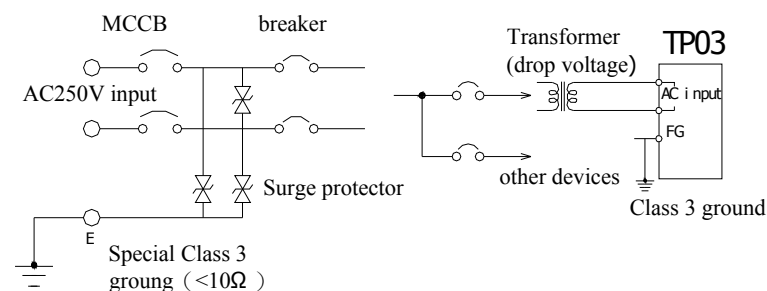 MCCB
breaker
AC250V input
Surge protector
E
Special Class 3
groung (<10Ω )
Transformer
(drop voltage)
TP03
AC input
FG
other devices
Class 3 ground